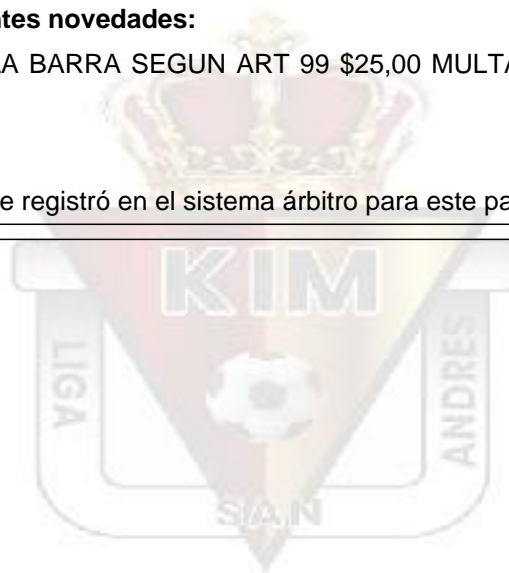 ntes novedades:
LA BARRA SEGUN ART 99 $25,00 MULTA
e registró en el sistema árbitro para este pa
KIM
LIGA
ANDRES
SAN